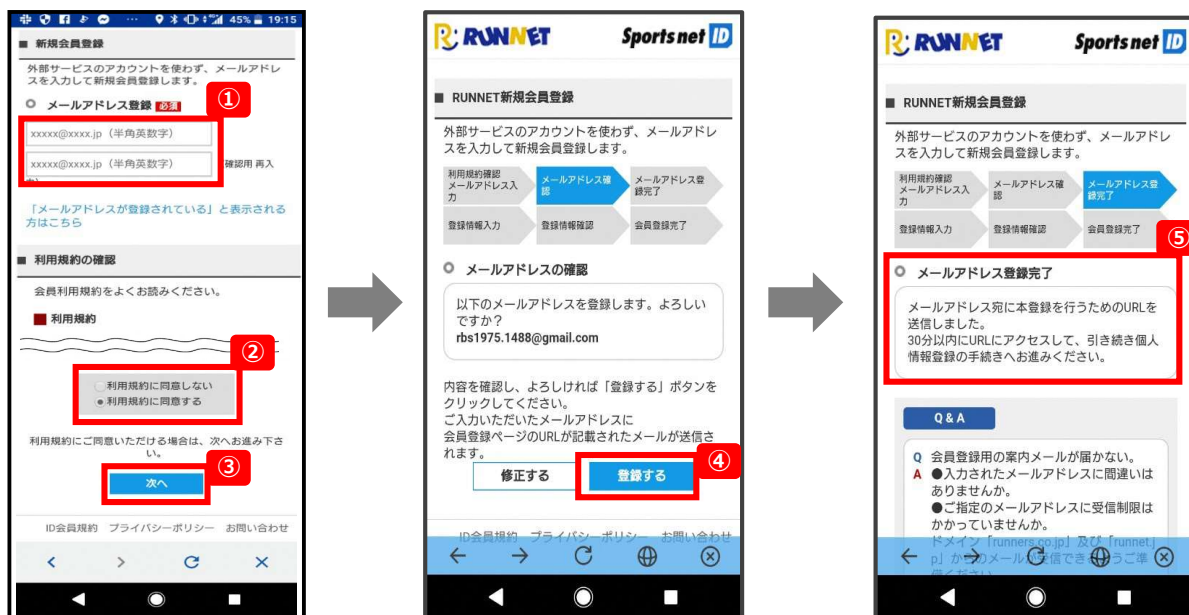 45% 19:15
■ 新規会員登録
外部サービスのアカウントを使わず、メールアドレ
スを入力して新規会員登録します。
メールアドレス登録 必須
①
xxxxx@xxxx.jp（半角英数字）
xxxxx@xxxx.jp（半角英数字）
確認用 再入
「メールアドレスが登録されている」と表示される
方はこちら
■ 利用規約の確認
会員利用規約をよくお読みください。
■ 利用規約
②
利用規約に同意しない
利用規約に同意する
利用規約にご同意いただける場合は、次へお進み下さ
い。
③
次へ
ID会員規約 プライバシーポリシー お問い合わせ
RUNNET Sports net ID
■ RUNNET新規会員登録
外部サービスのアカウントを使わず、メールアドレ
スを入力して新規会員登録します。
利用規約確認
メールアドレス入
力
メールアドレス確
認
メールアドレス登
録完了
登録情報入力
登録情報確認
会員登録完了
メールアドレスの確認
以下のメールアドレスを登録します。よろしい
ですか？
rbs1975.1488@gmail.com
内容を確認し、よろしければ「登録する」ボタンを
クリックしてください。
ご入力いただいたメールアドレスに
会員登録ページのURLが記載されたメールが送信さ
れます。
④
修正する
登録する
ID会員規約 プライバシーポリシー お問い合わせ
RUNNET Sports net ID
■ RUNNET新規会員登録
外部サービスのアカウントを使わず、メールアドレ
スを入力して新規会員登録します。
利用規約確認
メールアドレス入
力
メールアドレス確
認
メールアドレス登
録完了
登録情報入力
登録情報確認
会員登録完了
⑤
メールアドレス登録完了
メールアドレス宛に本登録を行うためのURLを
送信しました。
30分以内にURLにアクセスして、引き続き個人
情報登録の手続きへお進みください。
Q & A
Q 会員登録用の案内メールが届かない。
A ●入力されたメールアドレスに間違いは
ありませんか。
●ご指定のメールアドレスに受信制限は
かかっていませんか。
ドメイン「runners.co.jp」及び「runnet.j
p」からのメールが受信できるようご準
備ください。